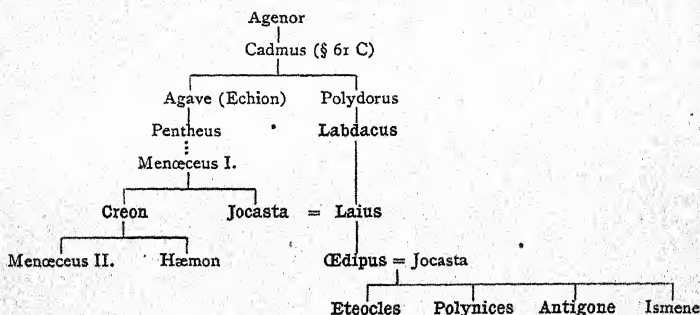 Agenor
Cadmus (§ 61 C)
Agave (Echion) Polydorus
Pentheus Labdacus
Menœceus I.
Creon Jocasta = Laius
Menœceus II. Hæmon Œdipus = Jocasta
Eteocles Polynices Antigone Ismene